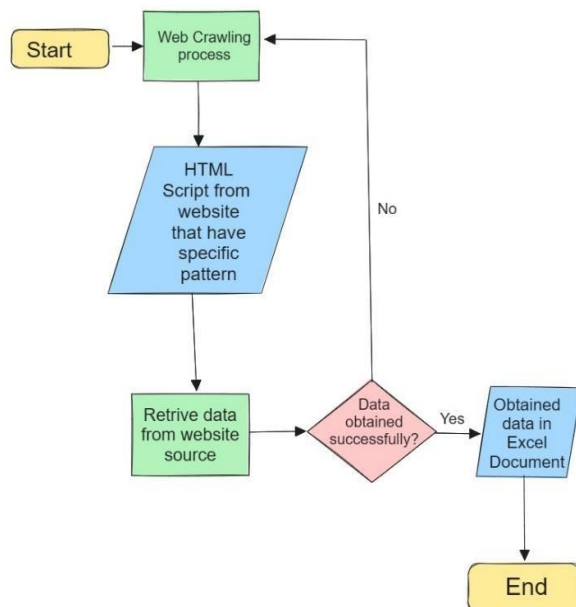 Start
Web Crawling
process
HTML
Script from
website
that have
specific
pattern
No
Retrive data
from website
source
Data
obtained
successfully?
Yes
Obtained
data in
Excel
Document
End